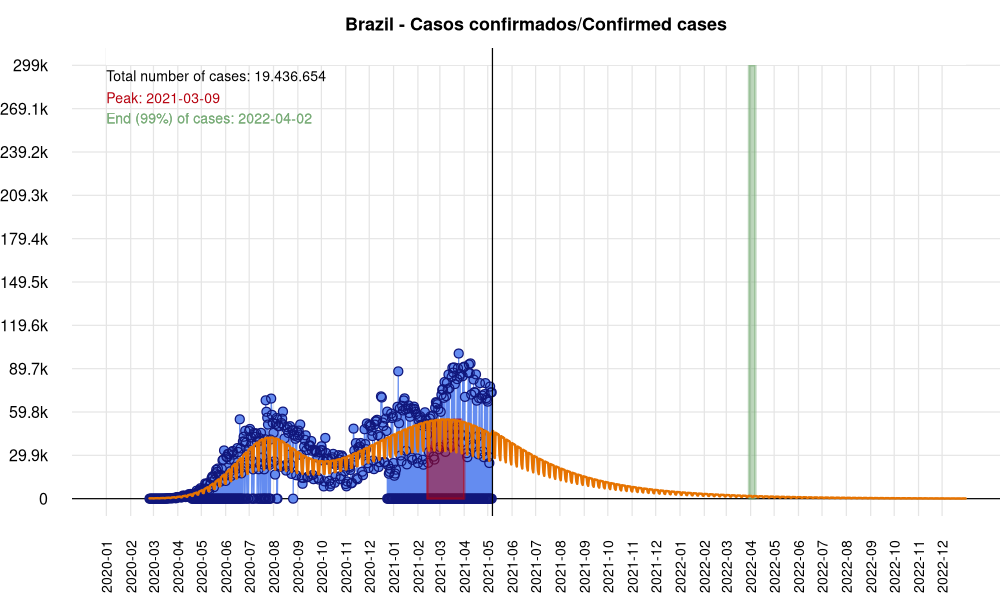 Brazil - Casos confirmados/Confirmed cases
Total number of cases: 19.436.654
Peak: 2021-03-09
End (99%) of cases: 2022-04-02
299k
269.1k
239.2k
209.3k
179.4k
149.5k
119.6k
89.7k
59.8k
29.9k
0
2020-01
2020-02
2020-03
2020-04
2020-05
2020-06
2020-07
2020-08
2020-09
2020-10
2020-11
2020-12
2021-01
2021-02
2021-03
2021-04
2021-05
2021-06
2021-07
2021-08
2021-09
2021-10
2021-11
2021-12
2022-01
2022-02
2022-03
2022-04
2022-05
2022-06
2022-07
2022-08
2022-09
2022-10
2022-11
2022-12